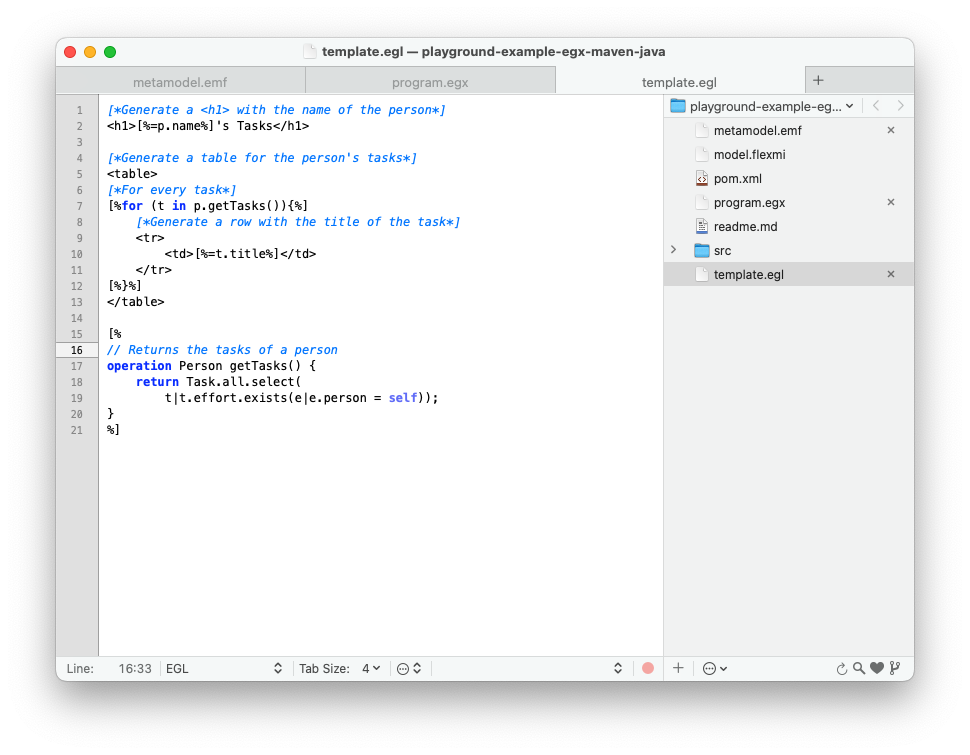 template.egl — playground-example-egx-maven-java
metamodel.emf program.egx template.egl +
1 [*Generate a <h1> with the name of the person*]
2 <h1>[%=p.name%]'s Tasks</h1>
3
4 [*Generate a table for the person's tasks*]
5 <table>
6 [*For every task*]
7 [%for (t in p.getTasks()){%]
8     [*Generate a row with the title of the task*]
9     <tr>
10         <td>[%=t.title%]</td>
11     </tr>
12 [%}%]
13 </table>
14
15 [%
16 // Returns the tasks of a person
17 operation Person getTasks() {
18     return Task.all.select(
19         t|t.effort.exists(e|e.person = self));
20 }
21 %]
playground-example-eg...
metamodel.emf
model.flexmi
pom.xml
program.egx
readme.md
src
template.egl
Line: 16:33 EGL Tab Size: 4